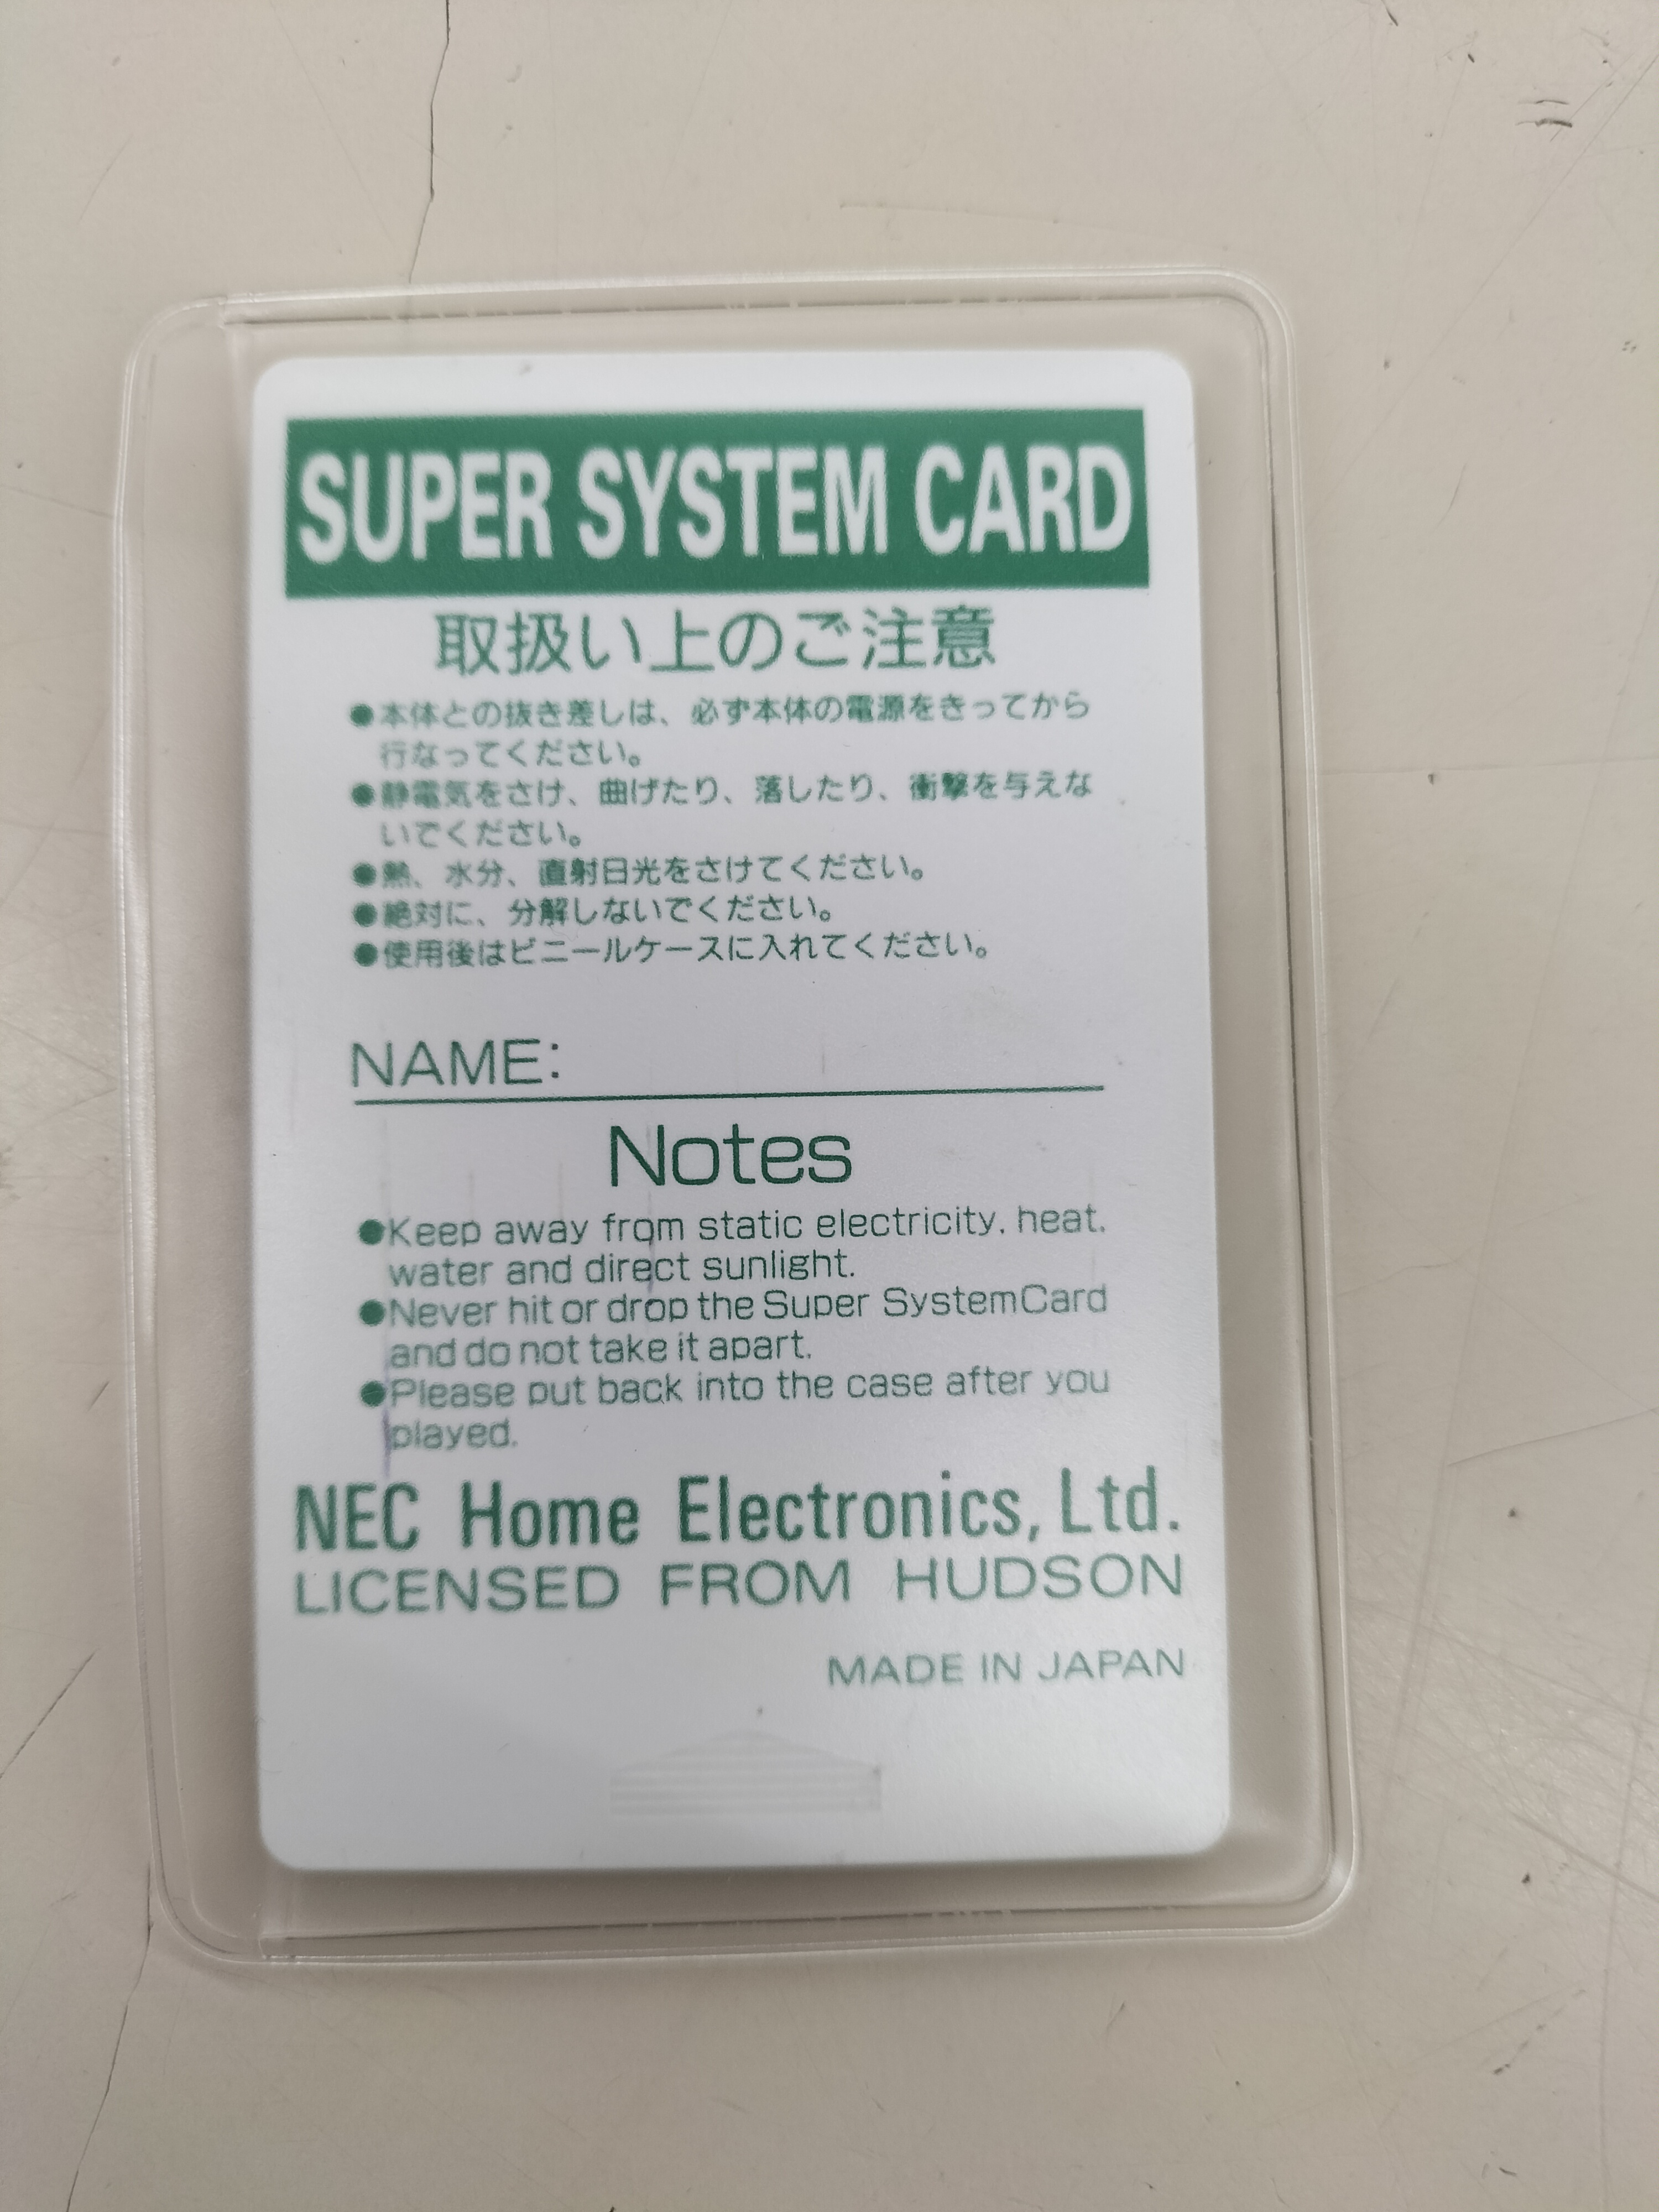 SUPER SYSTEM CARD
取扱い上のご注意
●本体との抜き差しは、必ず本体の電源をきってから
行なってください。
●静電気をさけ、曲げたり、落したり、衝撃を与えな
いでください。
●熱、水分、直射日光をさけてください。
●絶対に、分解しないでください。
●使用後はビニールケースに入れてください。
NAME:
Notes
●Keep away from static electricity. heat.
water and direct sunlight.
●Never hit or drop the Super SystemCard
and do not take it apart.
●Please put back into the case after you
played.
NEC Home Electronics, Ltd.
LICENSED FROM HUDSON
MADE IN JAPAN